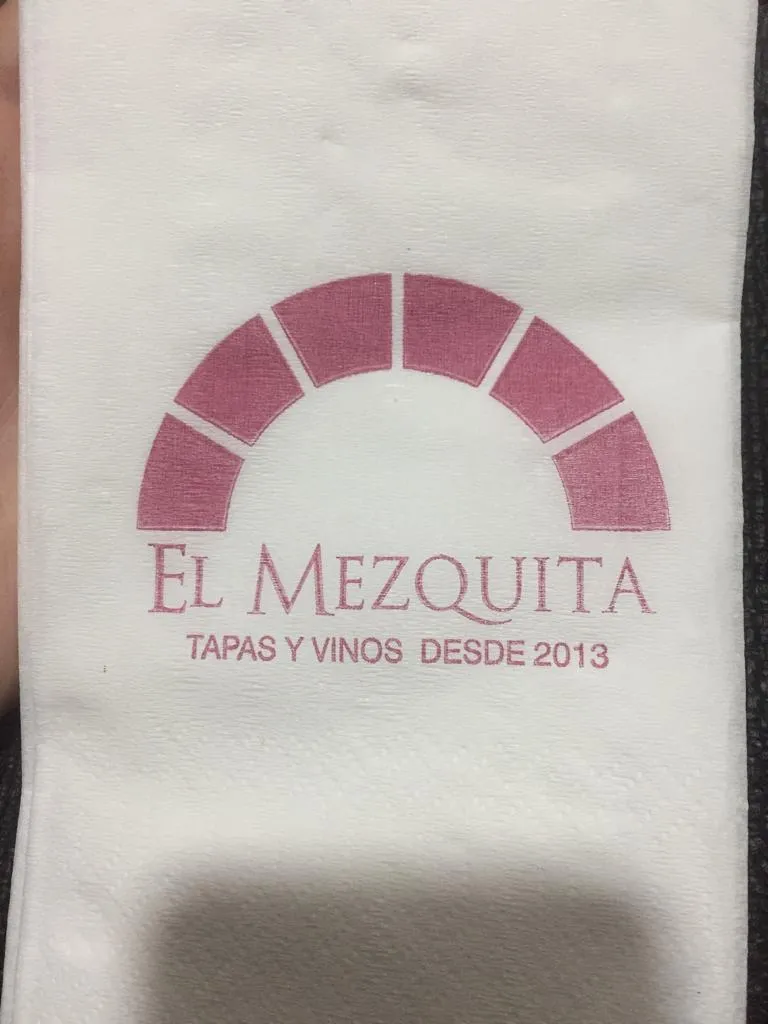 EL MEZQUITA
TAPAS Y VINOS DESDE 2013